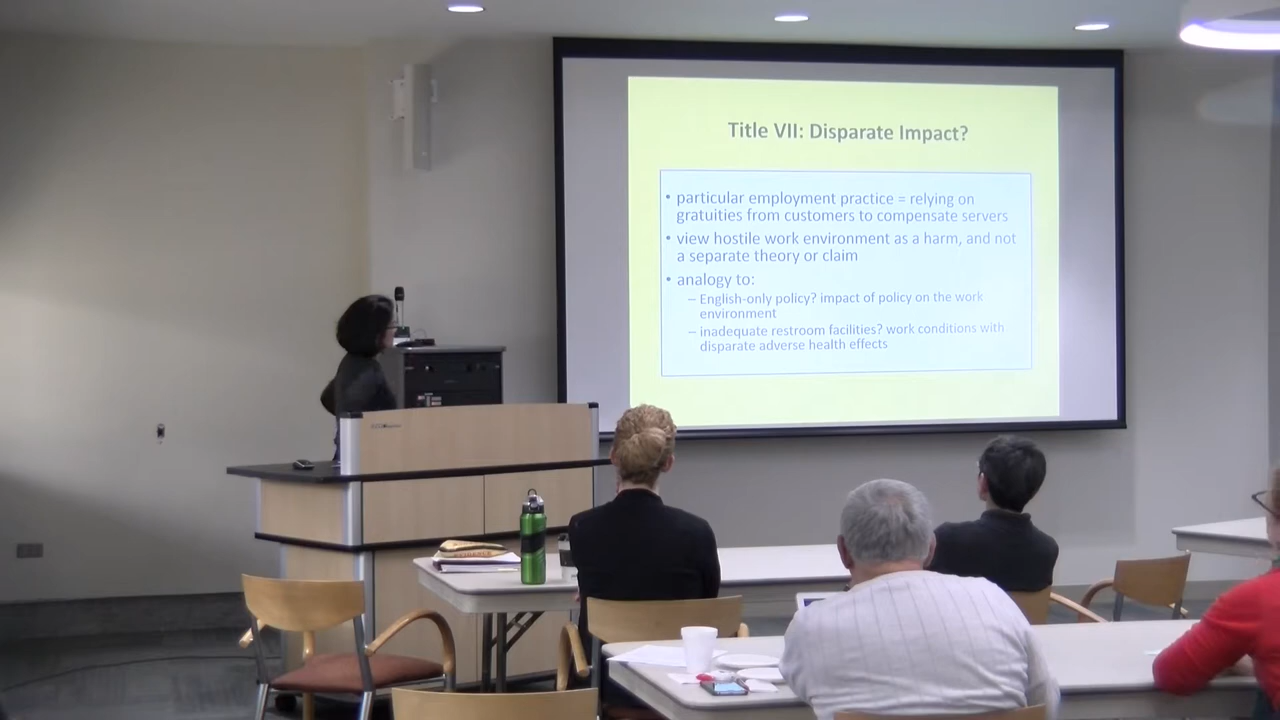 Title VII: Disparate Impact?
• particular employment practice = relying on
gratuities from customers to compensate servers
• view hostile work environment as a harm, and not
a separate theory or claim
• analogy to:
– English-only policy? impact of policy on the work
environment
– inadequate restroom facilities? work conditions with
disparate adverse health effects